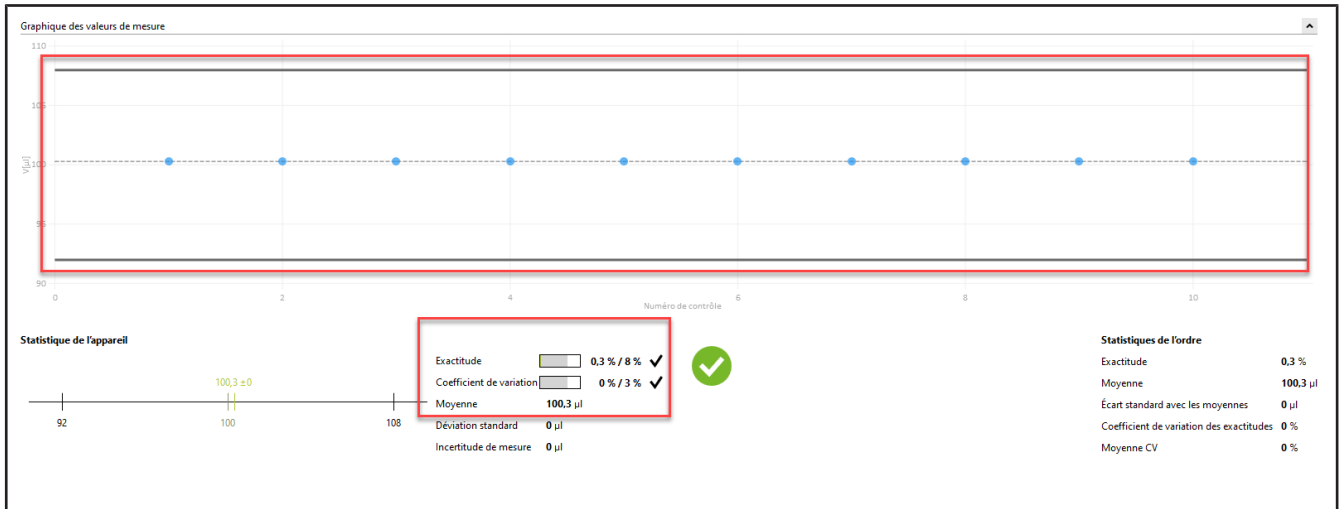 Graphique des valeurs de mesure
110
105
V[µl]
100
95
90
0 2 4 6 8 10
Numéro de contrôle
Statistique de l'appareil
100,3 ±0
92 100 108
Exactitude 0,3 % / 8 %
Coefficient de variation 0 % / 3 %
Moyenne 100,3 µl
Déviation standard 0 µl
Incertitude de mesure 0 µl
Statistiques de l'ordre
Exactitude 0,3 %
Moyenne 100,3 µl
Écart standard avec les moyennes 0 µl
Coefficient de variation des exactitudes 0 %
Moyenne CV 0 %